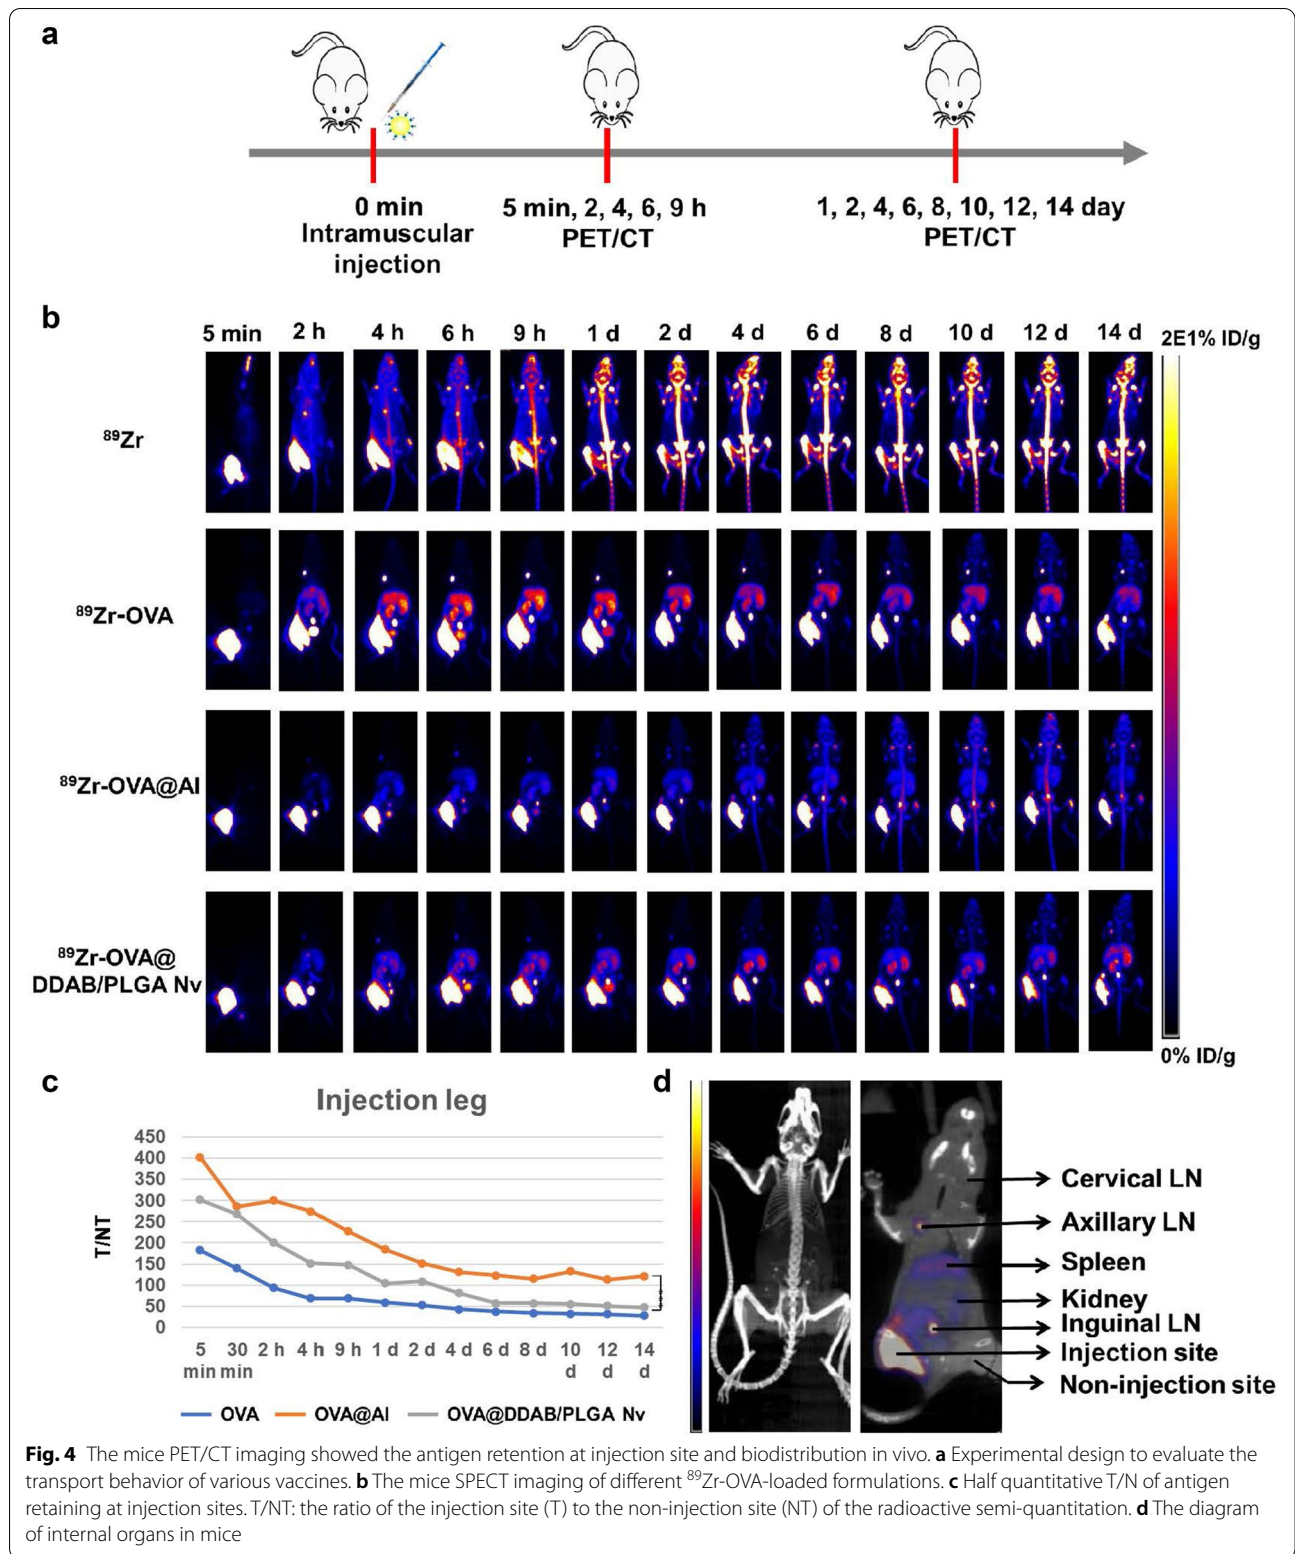 a
0 min
Intramuscular
injection
5 min, 2, 4, 6, 9 h
PET/CT
1, 2, 4, 6, 8, 10, 12, 14 day
PET/CT
b
5 min 2 h 4 h 6 h 9 h 1 d 2 d 4 d 6 d 8 d 10 d 12 d 14 d
2E1% ID/g
⁸⁹Zr
⁸⁹Zr-OVA
⁸⁹Zr-OVA@Al
⁸⁹Zr-OVA@
DDAB/PLGA Nv
0% ID/g
c
Injection leg
T/NT
450
400
350
300
250
200
150
100
50
0
5 30 2 h 4 h 9 h 1 d 2 d 4 d 6 d 8 d 10 12 14
min min d d d
OVA OVA@Al OVA@DDAB/PLGA Nv
d
Cervical LN
Axillary LN
Spleen
Kidney
Inguinal LN
Injection site
Non-injection site
Fig. 4 The mice PET/CT imaging showed the antigen retention at injection site and biodistribution in vivo. a Experimental design to evaluate the
transport behavior of various vaccines. b The mice SPECT imaging of different ⁸⁹Zr-OVA-loaded formulations. c Half quantitative T/N of antigen
retaining at injection sites. T/NT: the ratio of the injection site (T) to the non-injection site (NT) of the radioactive semi-quantitation. d The diagram
of internal organs in mice